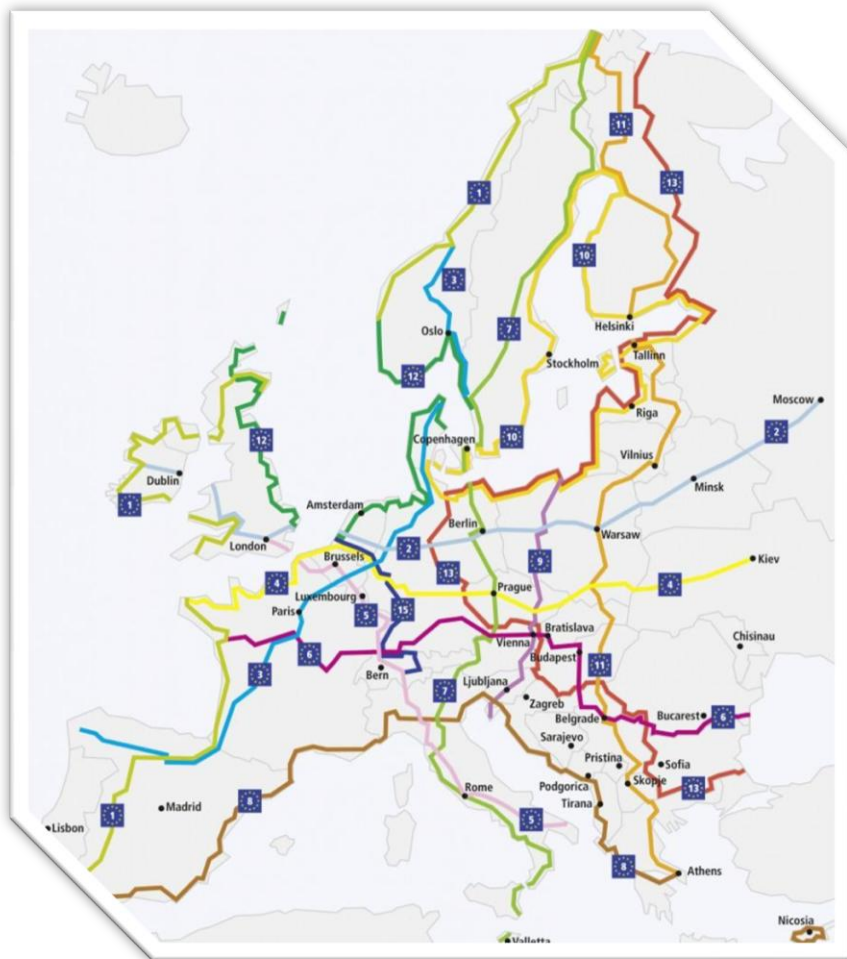 11
13
1
10
3
Oslo
7
Helsinki
12
Stockholm
Tallinn
Moscow
Riga
2
Copenhagen
10
12
Dublin
Vilnius
Minsk
1
Amsterdam
Berlin
Warsaw
London
2
Brussels
9
Kiev
4
13
4
Prague
Luxembourg
15
Paris
5
Bratislava
Chisinau
Vienna
6
Budapest
11
3
Bern
7
Ljubljana
Zagreb
Belgrade
Bucarest
6
Sarajevo
Pristina
Sofia
Skopje
Podgorica
13
Rome
Tirana
8
Madrid
1
5
Lisbon
8
Athens
Nicosia
Valletta